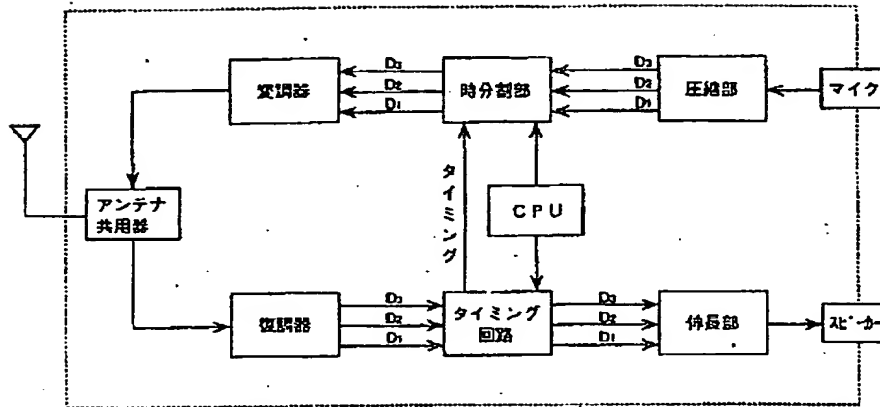 D3
D2
D1
変調器
D3
D2
D1
時分割部
圧縮部
マイク
タイミング
CPU
アンテナ
共用器
復調器
D3
D2
D1
タイミング
回路
D3
D2
D1
伸長部
スピーカー